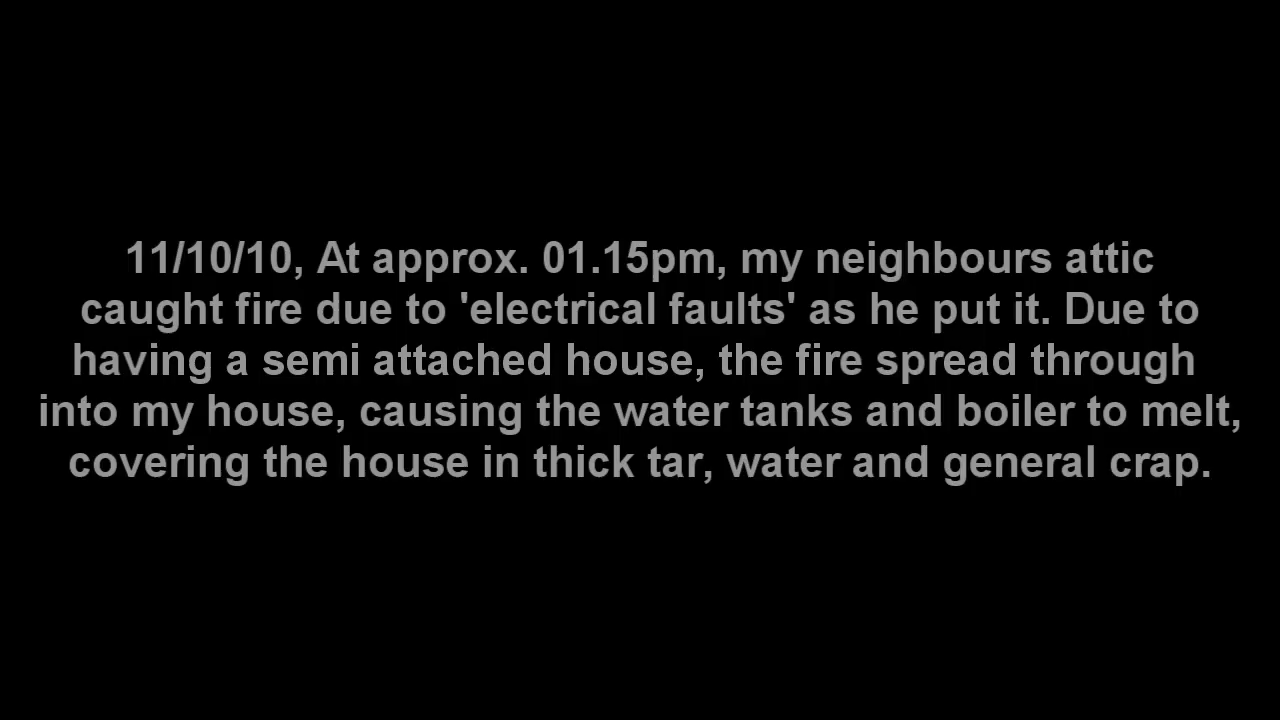 11/10/10, At approx. 01.15pm, my neighbours attic
caught fire due to 'electrical faults' as he put it. Due to
having a semi attached house, the fire spread through
into my house, causing the water tanks and boiler to melt,
covering the house in thick tar, water and general crap.